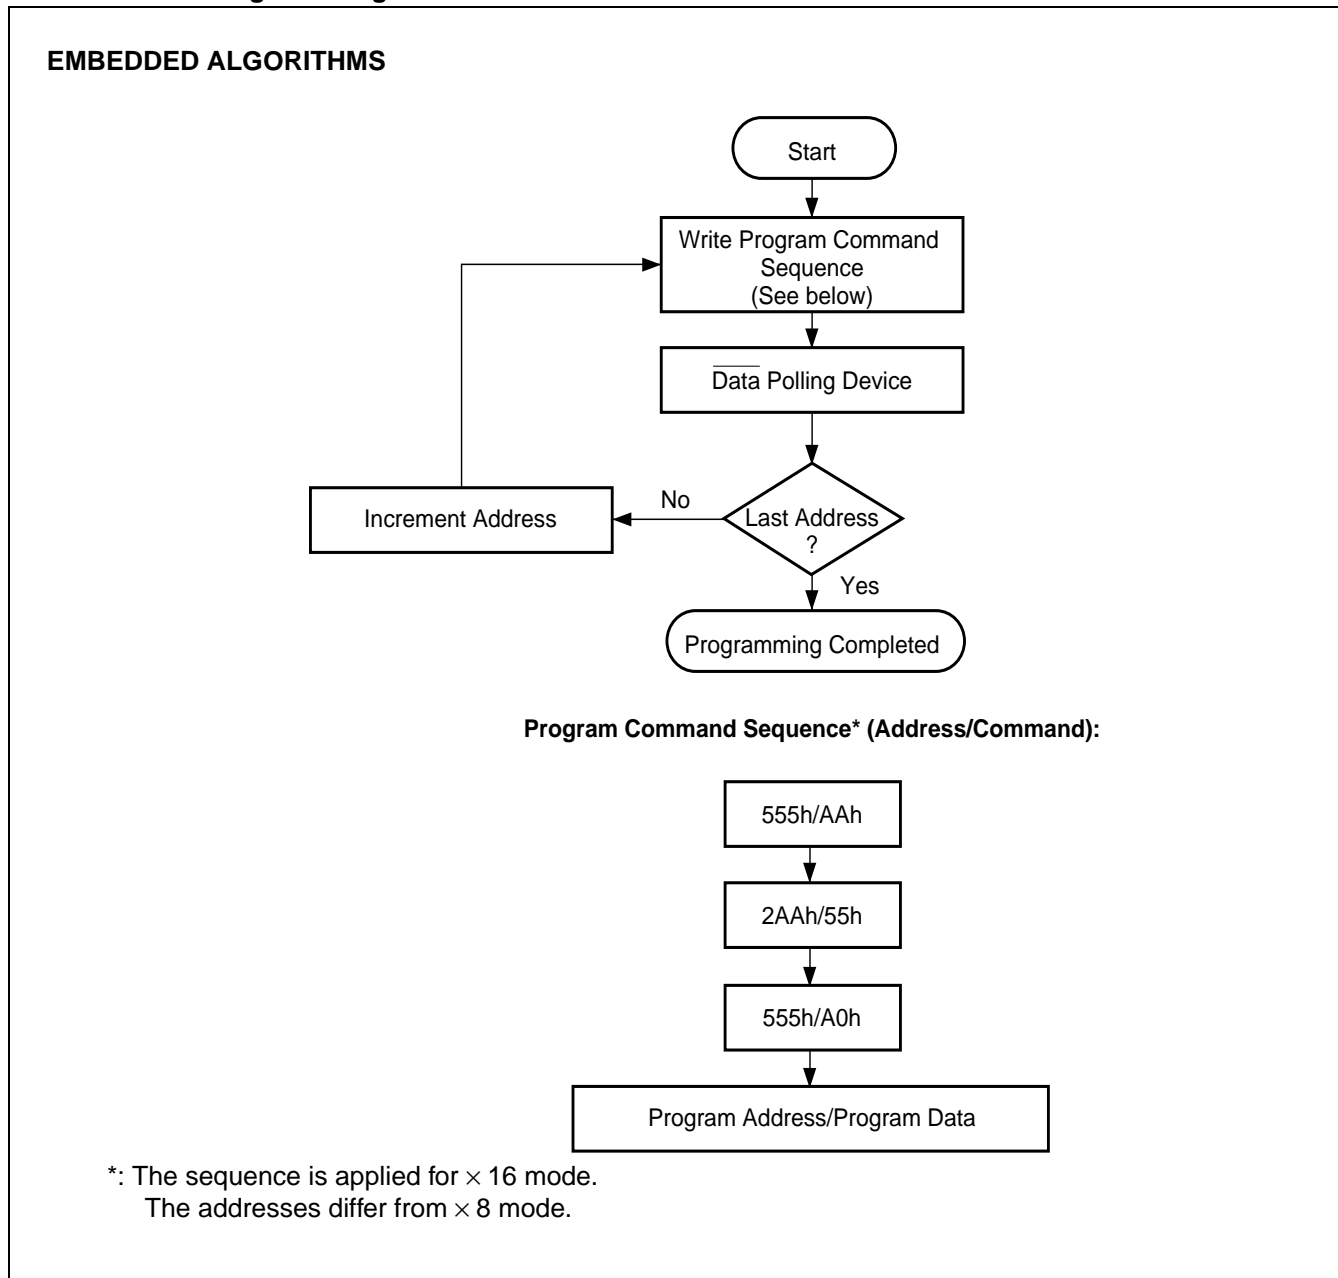 EMBEDDED ALGORITHMS
Start
Write Program Command
Sequence
(See below)
Data Polling Device
Increment Address
No
Last Address
?
Yes
Programming Completed
Program Command Sequence* (Address/Command):
555h/AAh
2AAh/55h
555h/A0h
Program Address/Program Data
*: The sequence is applied for × 16 mode.
The addresses differ from × 8 mode.